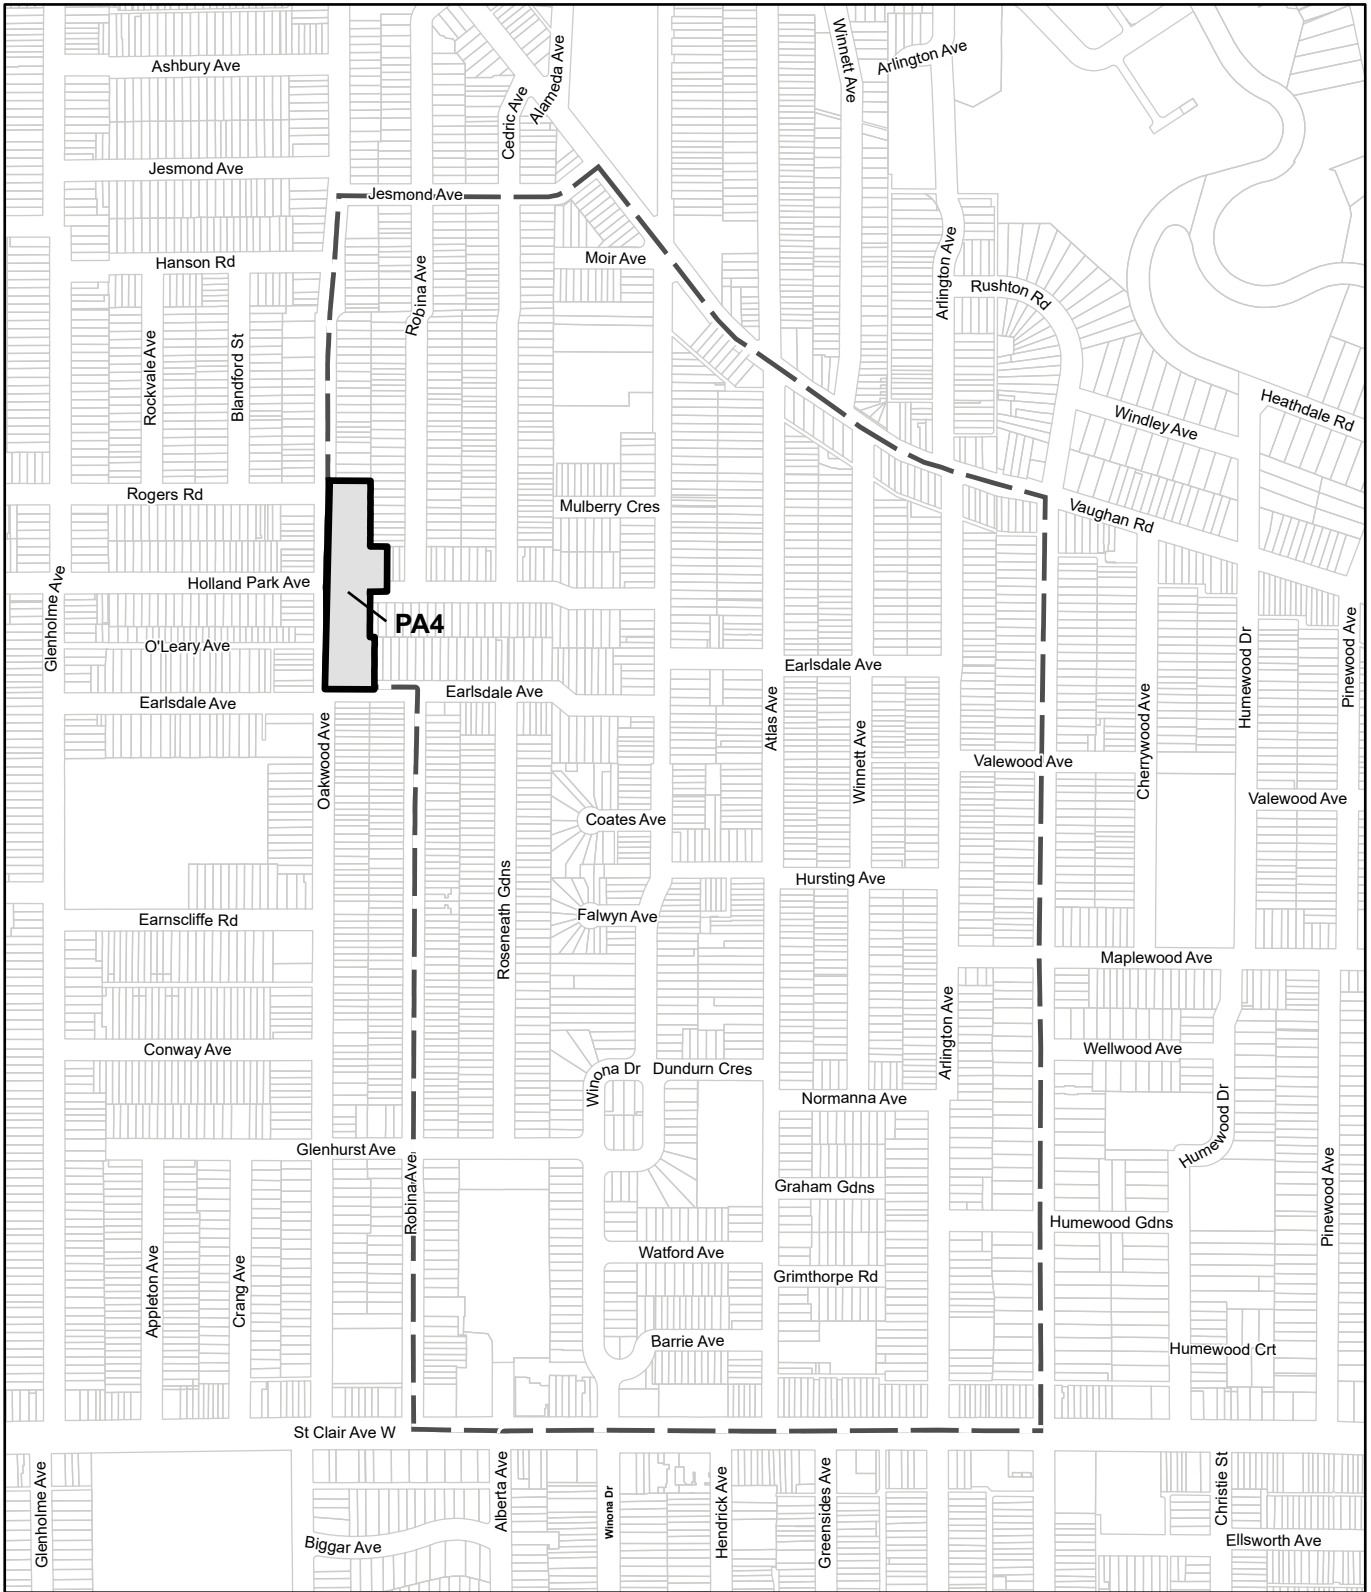 Ashbury Ave
Jesmond Ave
Hanson Rd
Rockvale Ave
Blandford St
Rogers Rd
Holland Park Ave
Glenholme Ave
O'Leary Ave
Earlsdale Ave
Oakwood Ave
Earnscliffe Rd
Conway Ave
Glenhurst Ave
Appleton Ave
Crang Ave
St Clair Ave W
Glenholme Ave
Biggar Ave
Cedric Ave
Alameda Ave
Jesmond Ave
Robina Ave
Moir Ave
Mulberry Cres
PA4
Earlsdale Ave
Coates Ave
Roseneath Gdns
Falwyn Ave
Winona Dr
Dundurn Cres
Robina Ave
Watford Ave
Barrie Ave
Alberta Ave
Winona Dr
Hendrick Ave
Greensides Ave
Winnett Ave
Arlington Ave
Arlington Ave
Rushton Rd
Windley Ave
Heathdale Rd
Vaughan Rd
Earlsdale Ave
Atlas Ave
Winnett Ave
Valewood Ave
Cherrywood Ave
Humewood Dr
Pinewood Ave
Valewood Ave
Hursting Ave
Maplewood Ave
Arlington Ave
Wellwood Ave
Normanna Ave
Humewood Dr
Graham Gdns
Humewood Gdns
Pinewood Ave
Grimthorpe Rd
Humewood Crt
Christie St
Ellsworth Ave